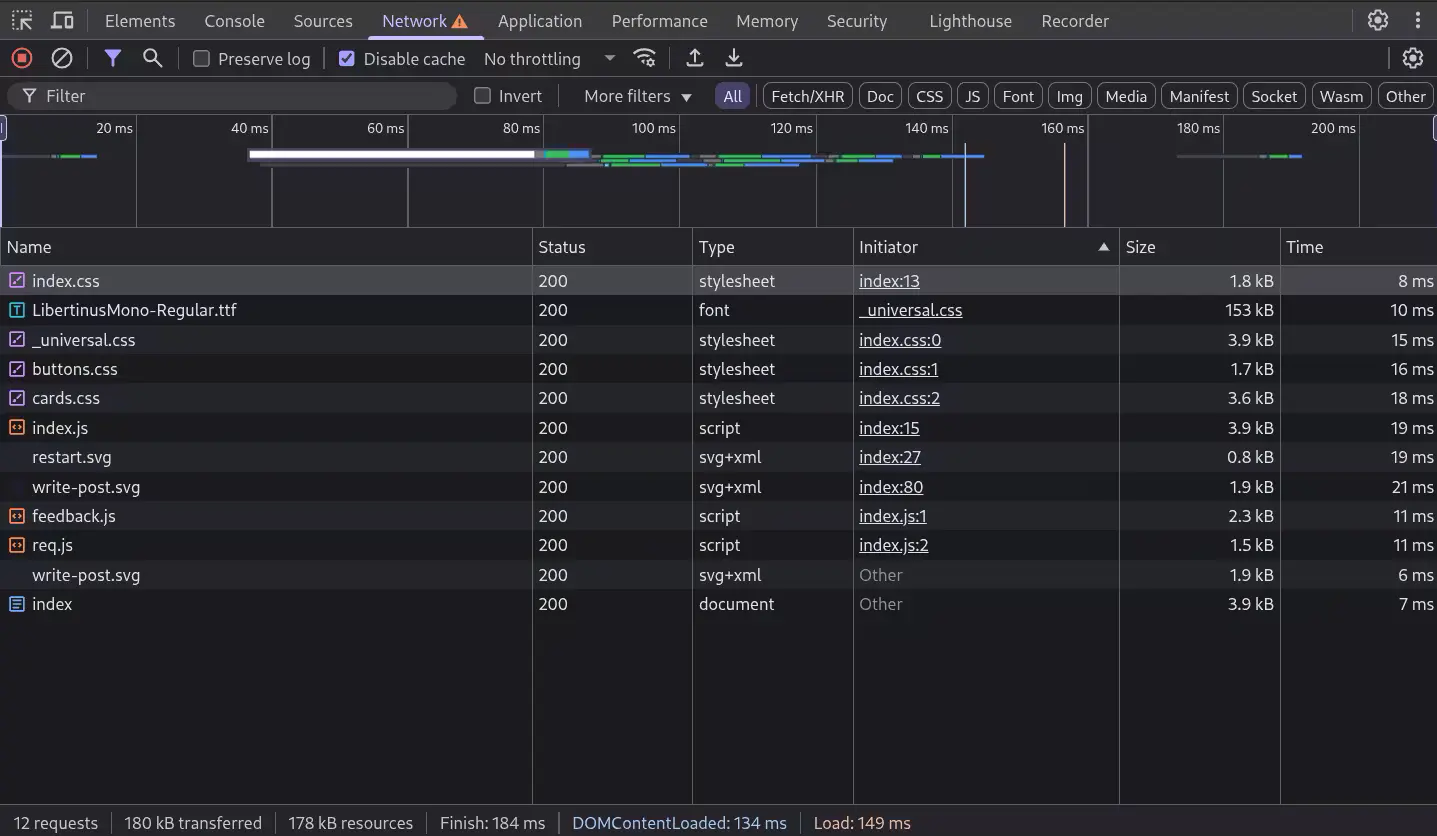 Elements Console Sources Network Application Performance Memory Security Lighthouse Recorder
Preserve log Disable cache No throttling
Filter Invert More filters All Fetch/XHR Doc CSS JS Font Img Media Manifest Socket Wasm Other
20 ms 40 ms 60 ms 80 ms 100 ms 120 ms 140 ms 160 ms 180 ms 200 ms
Name Status Type Initiator Size Time
index.css 200 stylesheet index:13 1.8 kB 8 ms
LibertinusMono-Regular.ttf 200 font _universal.css 153 kB 10 ms
_universal.css 200 stylesheet index.css:0 3.9 kB 15 ms
buttons.css 200 stylesheet index.css:1 1.7 kB 16 ms
cards.css 200 stylesheet index.css:2 3.6 kB 18 ms
index.js 200 script index:15 3.9 kB 19 ms
restart.svg 200 svg+xml index:27 0.8 kB 19 ms
write-post.svg 200 svg+xml index:80 1.9 kB 21 ms
feedback.js 200 script index.js:1 2.3 kB 11 ms
req.js 200 script index.js:2 1.5 kB 11 ms
write-post.svg 200 svg+xml Other 1.9 kB 6 ms
index 200 document Other 3.9 kB 7 ms
12 requests 180 kB transferred 178 kB resources Finish: 184 ms DOMContentLoaded: 134 ms Load: 149 ms